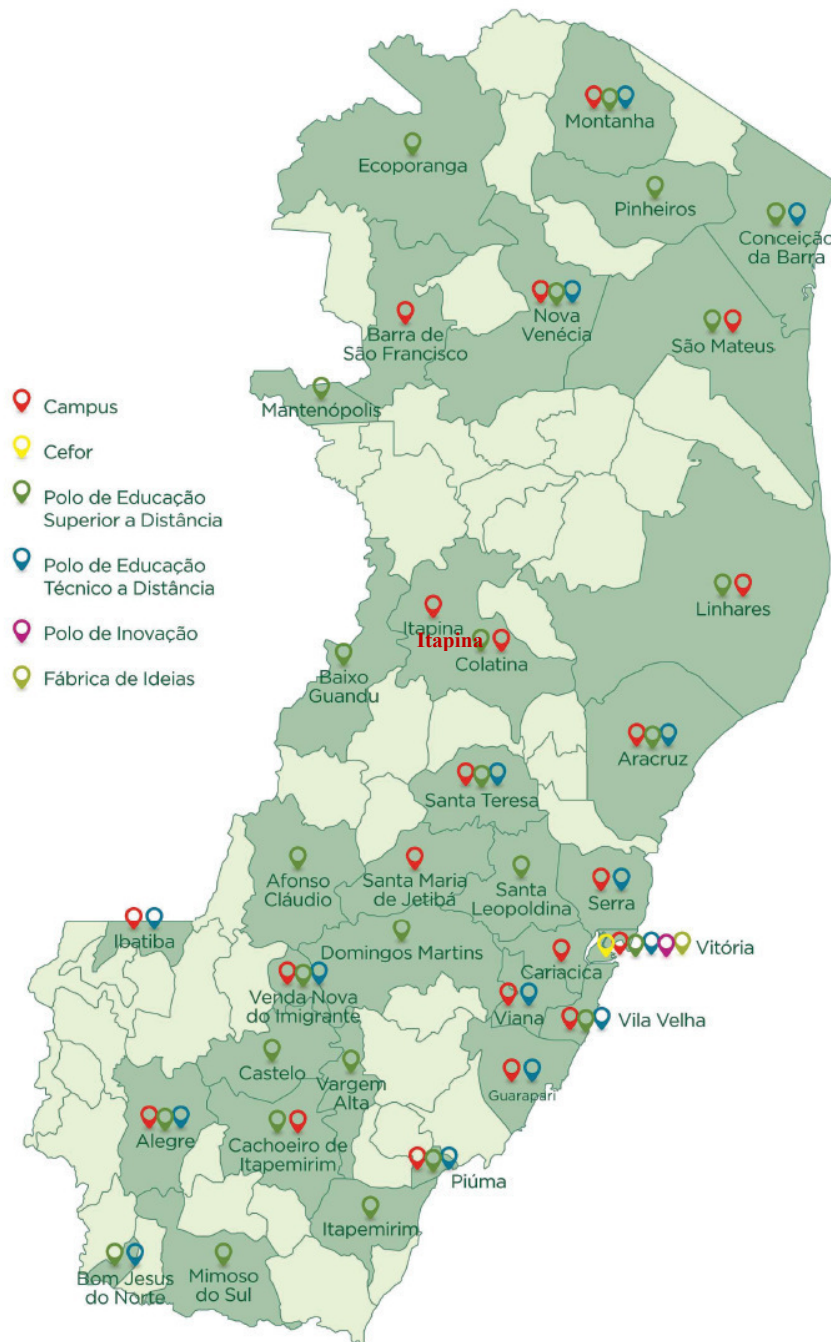 Montanha
Ecoporanga
Pinheiros
Conceição
da Barra
Nova
Venécia
Barra de
São Francisco
São Mateus
Mantenópolis
Campus
Cefor
Polo de Educação
Superior a Distância
Polo de Educação
Técnico a Distância
Polo de Inovação
Fábrica de Ideias
Linhares
Itapina
Itapina
Colatina
Baixo
Guandu
Aracruz
Santa Teresa
Afonso
Cláudio
Santa Maria
de Jetibá
Santa
Leopoldina
Serra
Ibatiba
Domingos Martins
Cariacica
Vitória
Venda Nova
do Imigrante
Viana
Vila Velha
Castelo
Vargem
Alta
Guarapari
Alegre
Cachoeiro de
Itapemirim
Piúma
Itapemirim
Bom Jesus
do Norte
Mimoso
do Sul